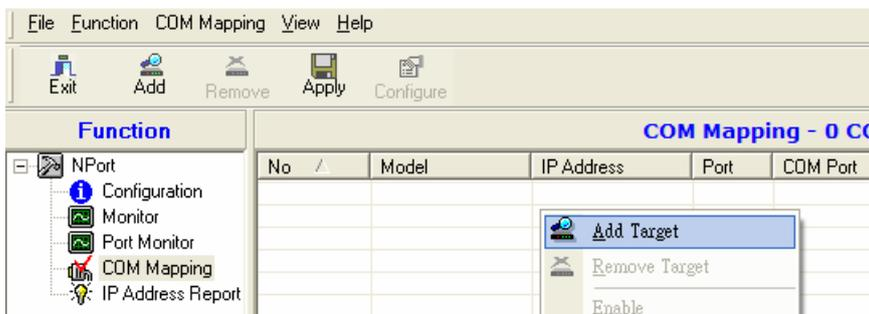 File Function COM Mapping View Help
Exit Add Remove Apply Configure
Function
COM Mapping - 0 CO
NPort
Configuration
Monitor
Port Monitor
COM Mapping
IP Address Report
No Model IP Address Port COM Port
Add Target
Remove Target
Enable